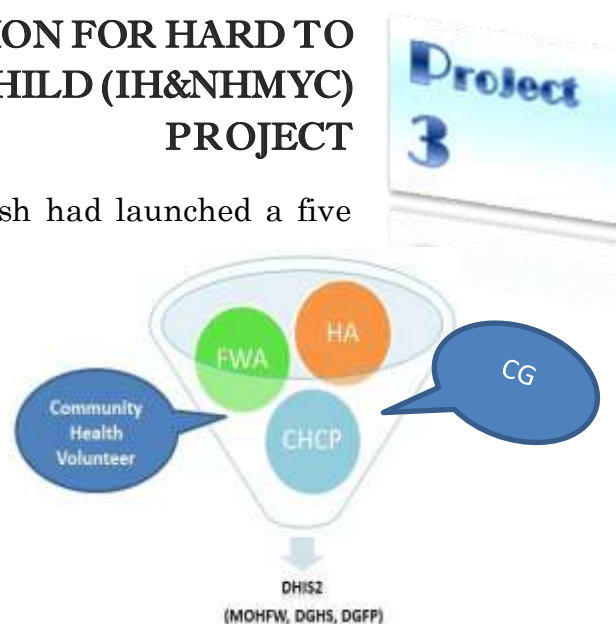 ION FOR HARD TO
HILD (IH&NHMYC)
PROJECT
Project
3
sh had launched a five
FWA
HA
CG
Community
Health
Volunteer
CHCP
DHIS2
(MOHFW, DGHS, DGFP)